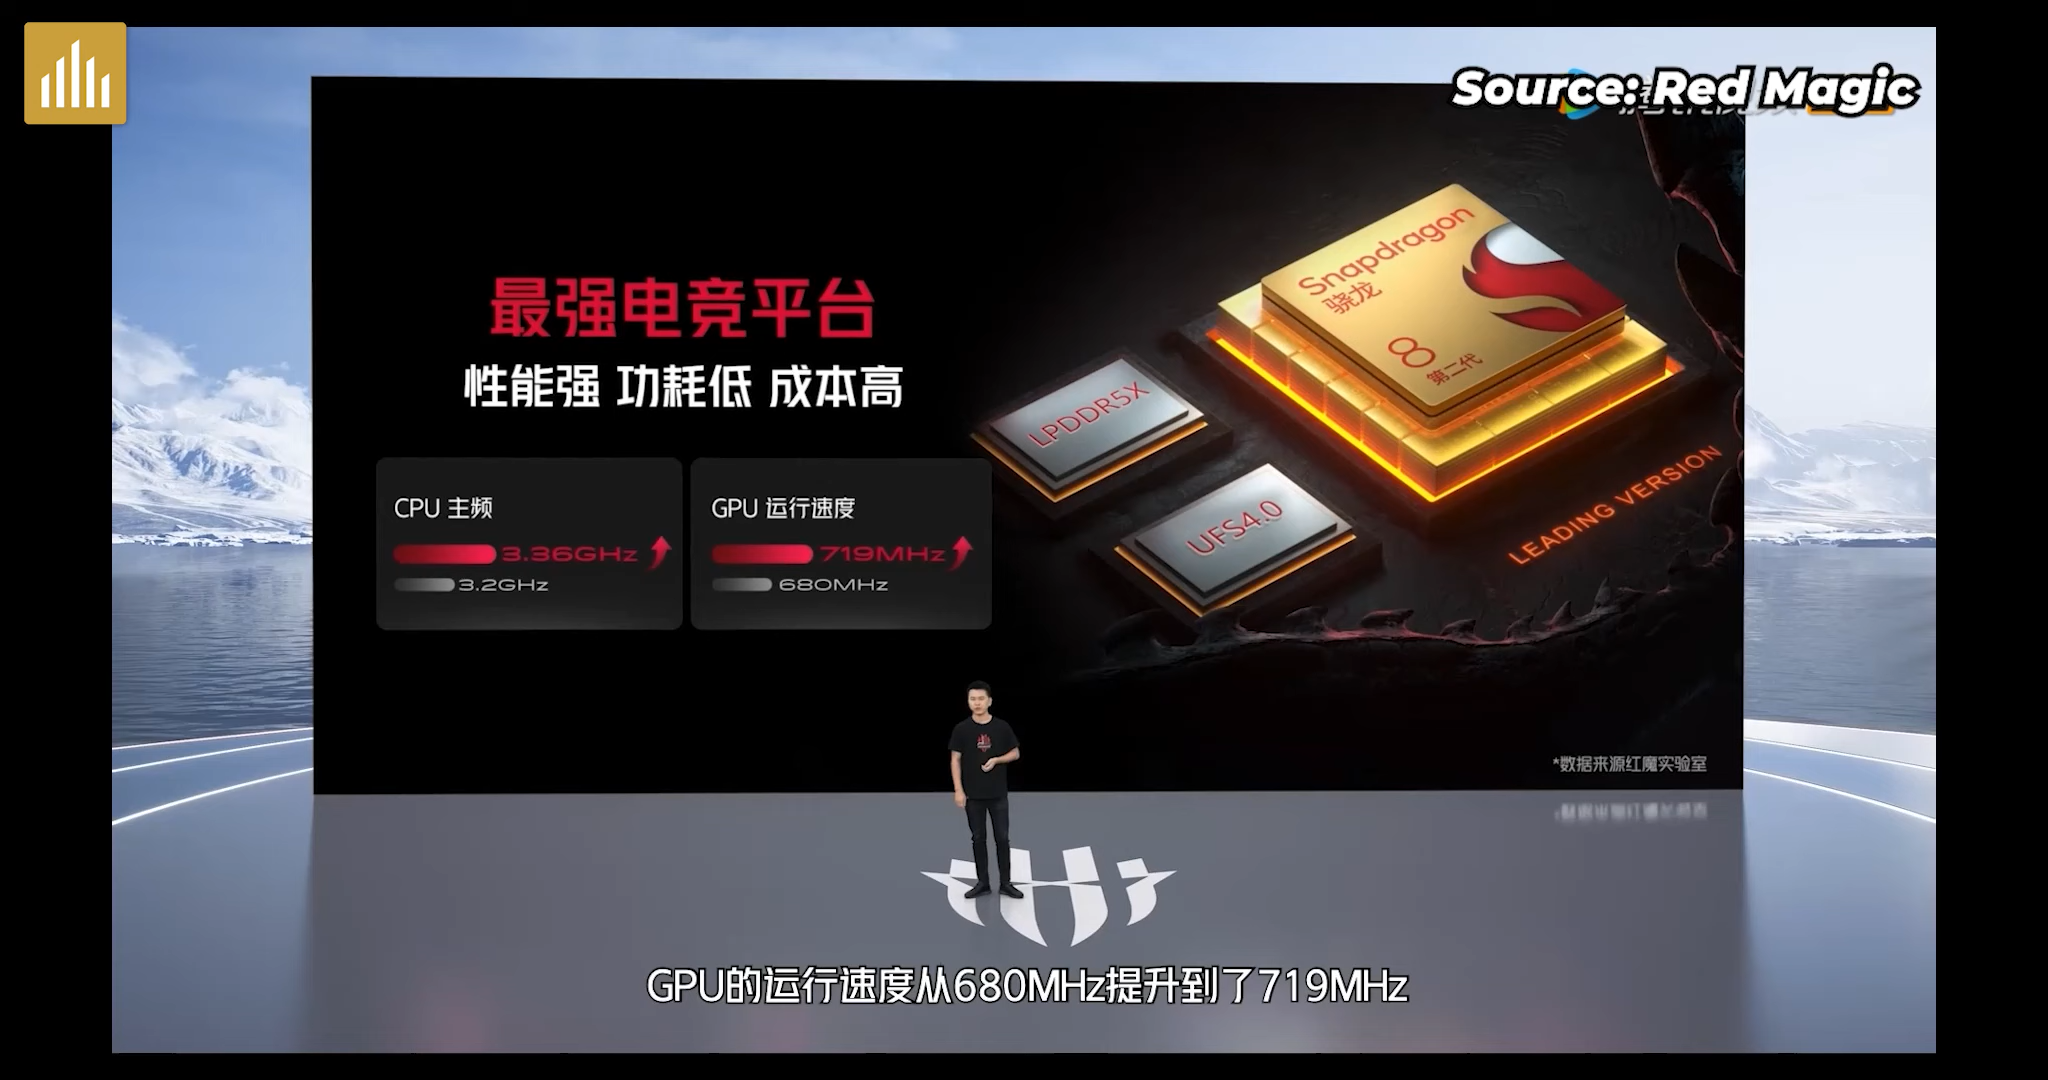 Source: Red Magic
最强电竞平台
性能强 功耗低 成本高
CPU 主频
3.36GHz
3.2GHz
GPU 运行速度
719MHz
680MHz
Snapdragon
骁龙
8
第二代
LPDDR5X
UFS4.0
LEADING VERSION
*数据来源红魔实验室
GPU的运行速度从680MHz提升到了719MHz